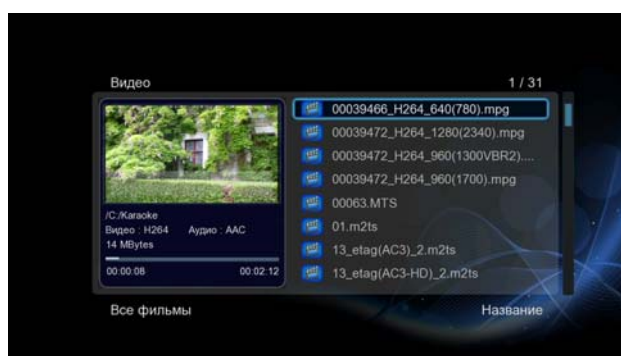 Видео
1 / 31
00039466_H264_640(780).mpg
00039472_H264_1280(2340).mpg
00039472_H264_960(1300VBR2)....
00039472_H264_960(1700).mpg
00063.MTS
01.m2ts
13_etag(AC3)_2.m2ts
13_etag(AC3-HD)_2.m2ts
/C:/Karaoke
Видео : H264 Аудио : AAC
14 MBytes
00:00:08 00:02:12
Все фильмы
Название